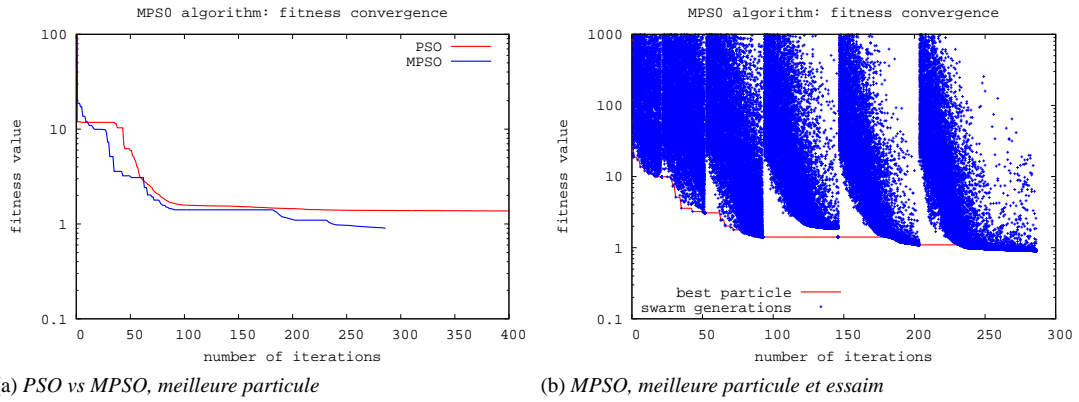 MPS0 algorithm: fitness convergence
100
10
1
0.1
fitness value
PSO
MPSO
0 50 100 150 200 250 300 350 400
number of iterations
(a) PSO vs MPSO, meilleure particule
MPS0 algorithm: fitness convergence
1000
100
10
1
0.1
fitness value
best particle
swarm generations
0 50 100 150 200 250 300
number of iterations
(b) MPSO, meilleure particule et essaim